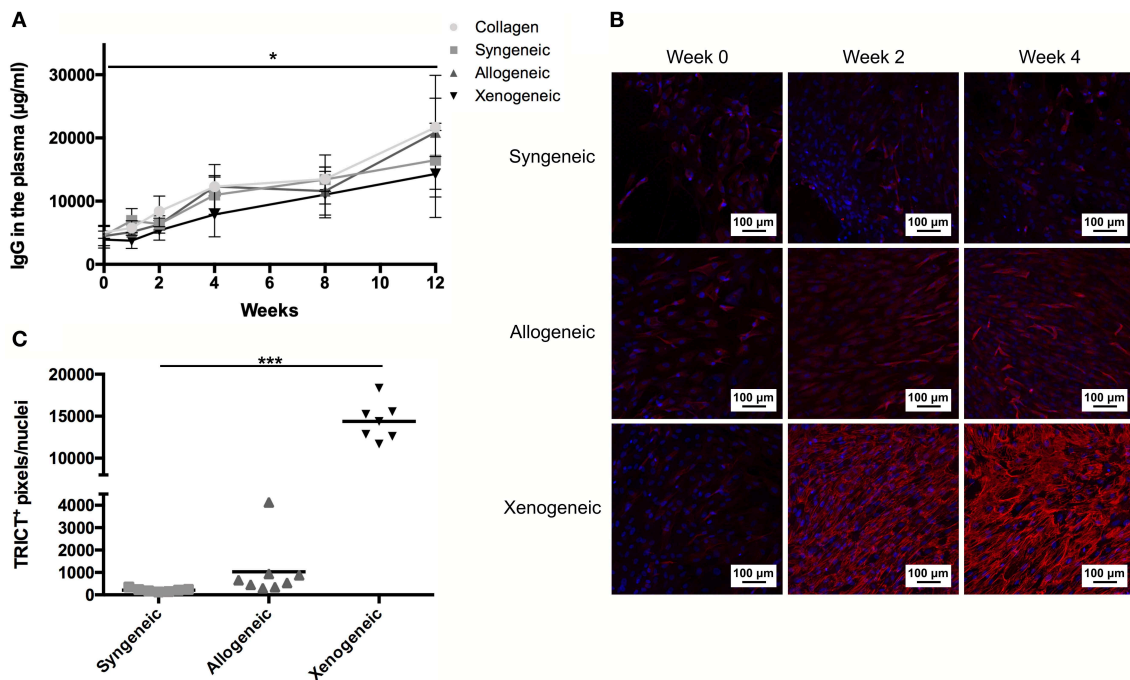 A
Collagen
Syngeneic
Allogeneic
Xenogeneic
*
IgG in the plasma (µg/ml)
30000
20000
10000
0
0 2 4 6 8 10 12
Weeks
B
Week 0 Week 2 Week 4
Syngeneic
100 µm 100 µm 100 µm
Allogeneic
100 µm 100 µm 100 µm
Xenogeneic
100 µm 100 µm 100 µm
C
***
TRICT+ pixels/nuclei
20000
15000
10000
4000
3000
2000
1000
0
Syngeneic
Allogeneic
Xenogeneic